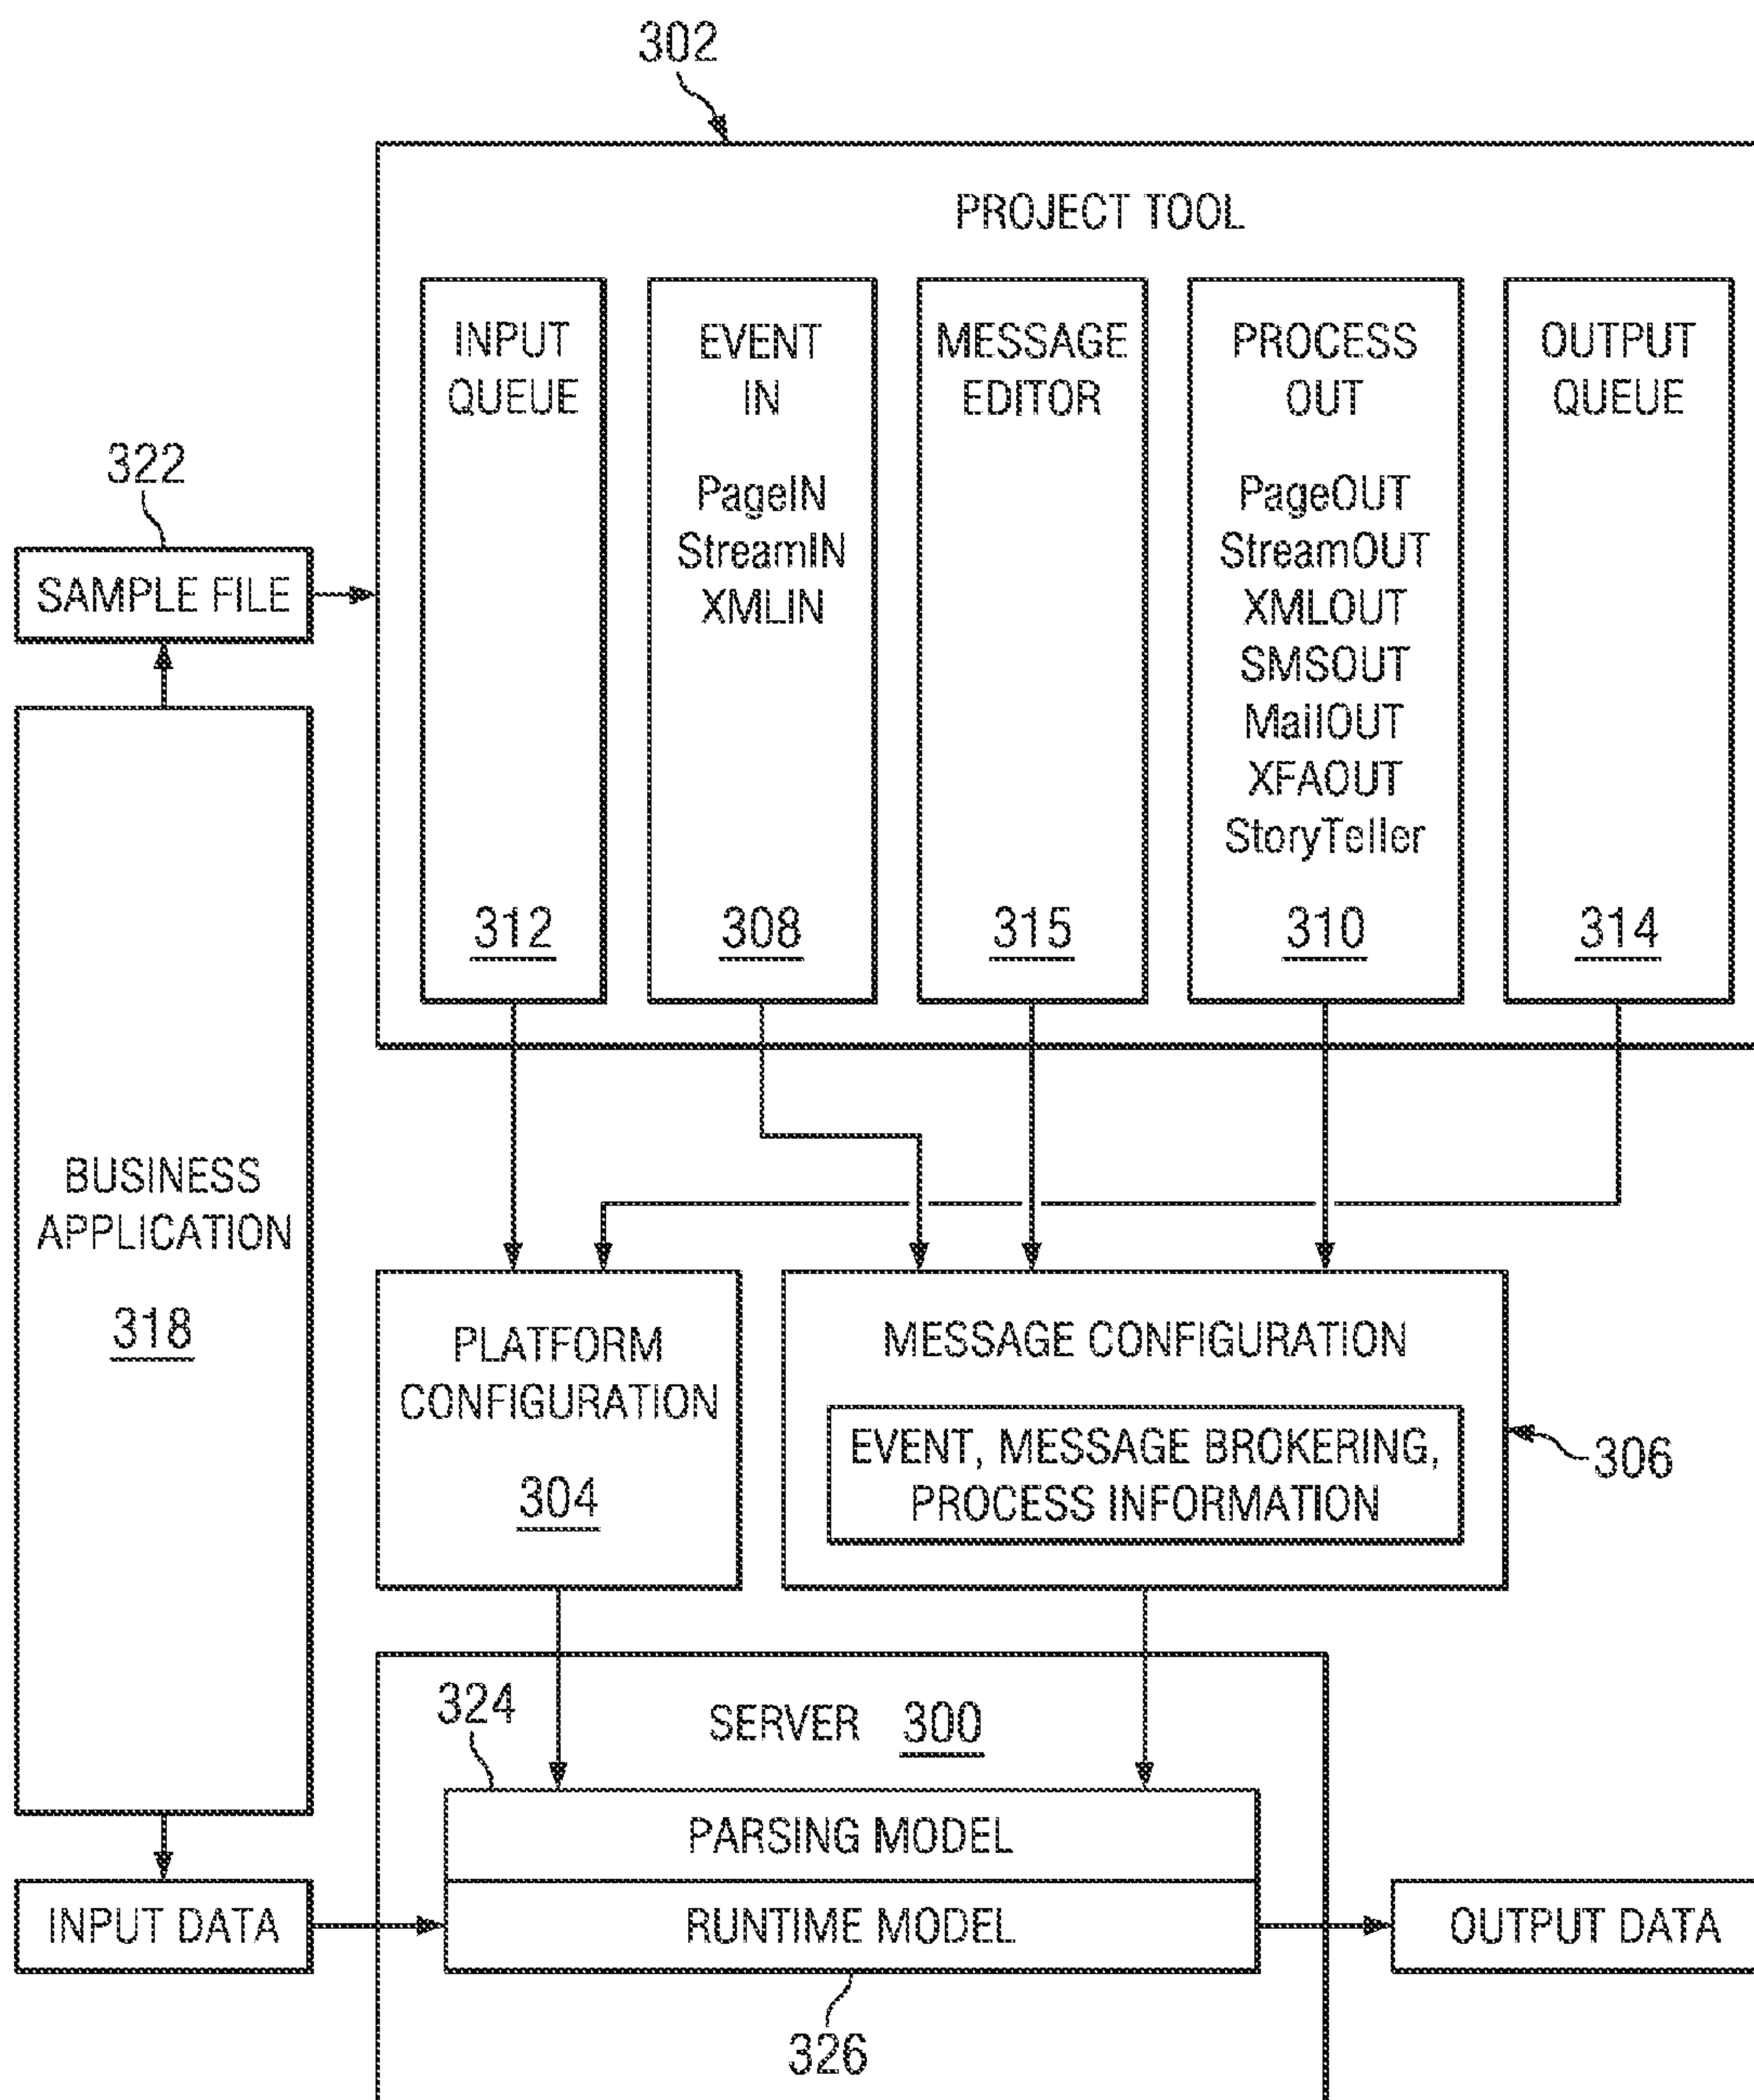 302
PROJECT TOOL
INPUT
QUEUE
312
EVENT
IN
PageIN
StreamIN
XMLIN
308
MESSAGE
EDITOR
315
PROCESS
OUT
PageOUT
StreamOUT
XMLOUT
SMSOUT
MailOUT
XFAOUT
StoryTeller
310
OUTPUT
QUEUE
314
322
SAMPLE FILE
BUSINESS
APPLICATION
318
PLATFORM
CONFIGURATION
304
MESSAGE CONFIGURATION
EVENT, MESSAGE BROKERING,
PROCESS INFORMATION
306
324
SERVER 300
PARSING MODEL
INPUT DATA
RUNTIME MODEL
OUTPUT DATA
326